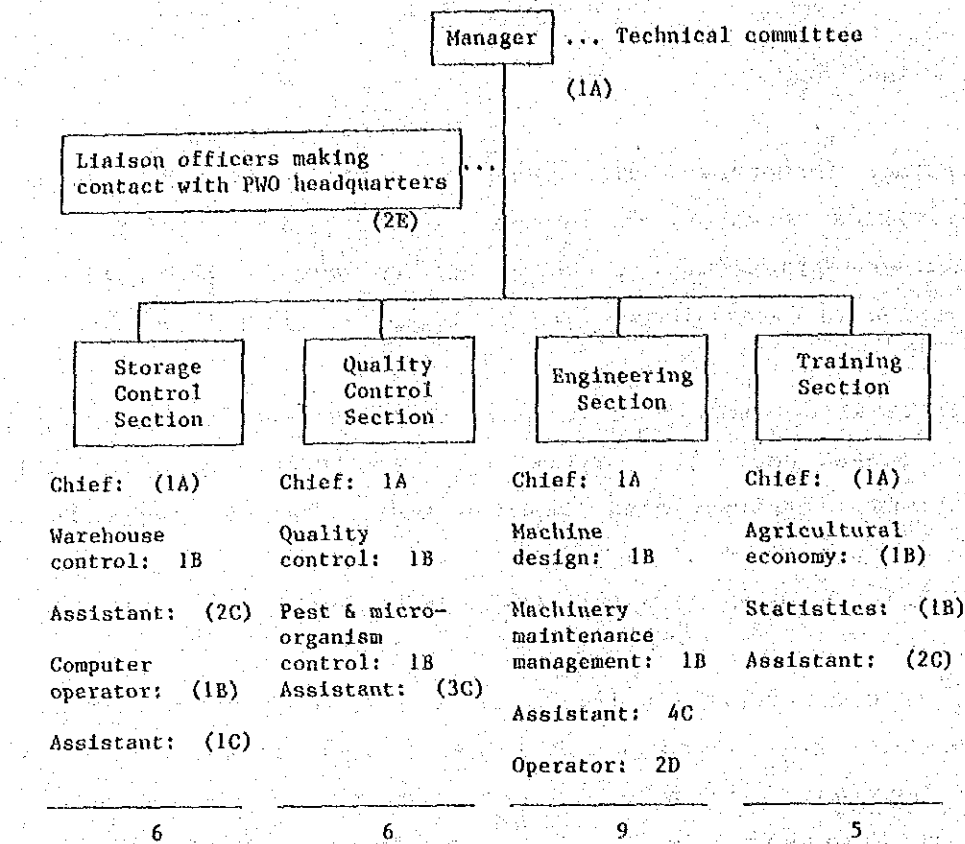 Manager ... Technical committee
(1A)
Liaison officers making ...
contact with PWO headquarters
(2E)
Storage
Control
Section
Quality
Control
Section
Engineering
Section
Training
Section
Chief: (1A)
Warehouse
control: 1B
Assistant: (2C)
Computer
operator: (1B)
Assistant: (1C)
6
Chief: 1A
Quality
control: 1B
Pest & micro-
organism
control: 1B
Assistant: (3C)
6
Chief: 1A
Machine
design: 1B
Machinery
maintenance
management: 1B
Assistant: 4C
Operator: 2D
9
Chief: (1A)
Agricultural
economy: (1B)
Statistics: (1B)
Assistant: (2C)
5